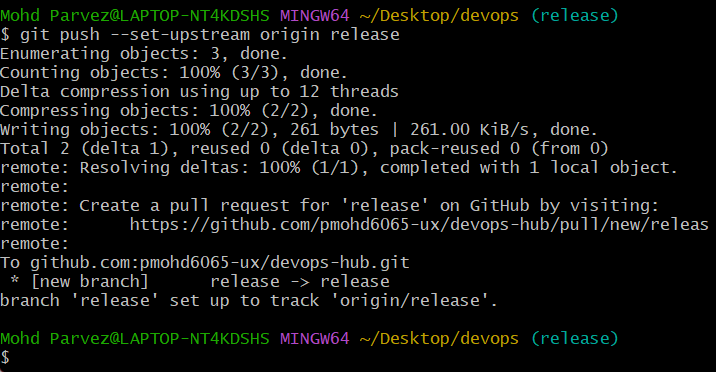 Mohd Parvez@LAPTOP-NT4KDSHS MINGW64 ~/Desktop/devops (release)
$ git push --set-upstream origin release
Enumerating objects: 3, done.
Counting objects: 100% (3/3), done.
Delta compression using up to 12 threads
Compressing objects: 100% (2/2), done.
Writing objects: 100% (2/2), 261 bytes | 261.00 KiB/s, done.
Total 2 (delta 1), reused 0 (delta 0), pack-reused 0 (from 0)
remote: Resolving deltas: 100% (1/1), completed with 1 local object.
remote:
remote: Create a pull request for 'release' on GitHub by visiting:
remote:      https://github.com/pmohd6065-ux/devops-hub/pull/new/releas
remote:
To github.com:pmohd6065-ux/devops-hub.git
 * [new branch]      release -> release
branch 'release' set up to track 'origin/release'.
Mohd Parvez@LAPTOP-NT4KDSHS MINGW64 ~/Desktop/devops (release)
$